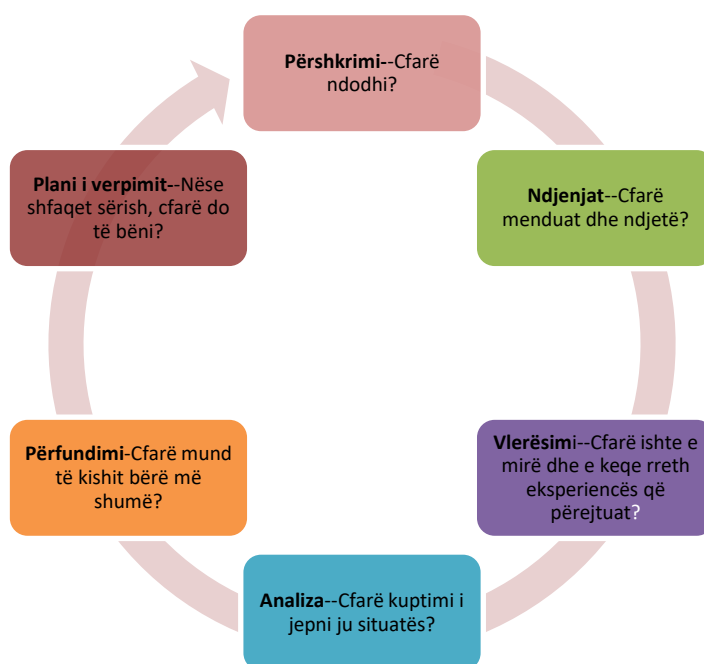 Përshkrimi--Cfarë
ndodhi?
Ndjenjat--Cfarë
menduat dhe ndjetë?
Vlerësimi--Cfarë ishte e
mirë dhe e keqe rreth
eksperiencës që
përejtuat?
Analiza--Cfarë kuptimi i
jepni ju situatës?
Përfundimi-Cfarë mund
të kishit bërë më
shumë?
Plani i verpimit--Nëse
shfaqet sërish, cfarë do
të bëni?